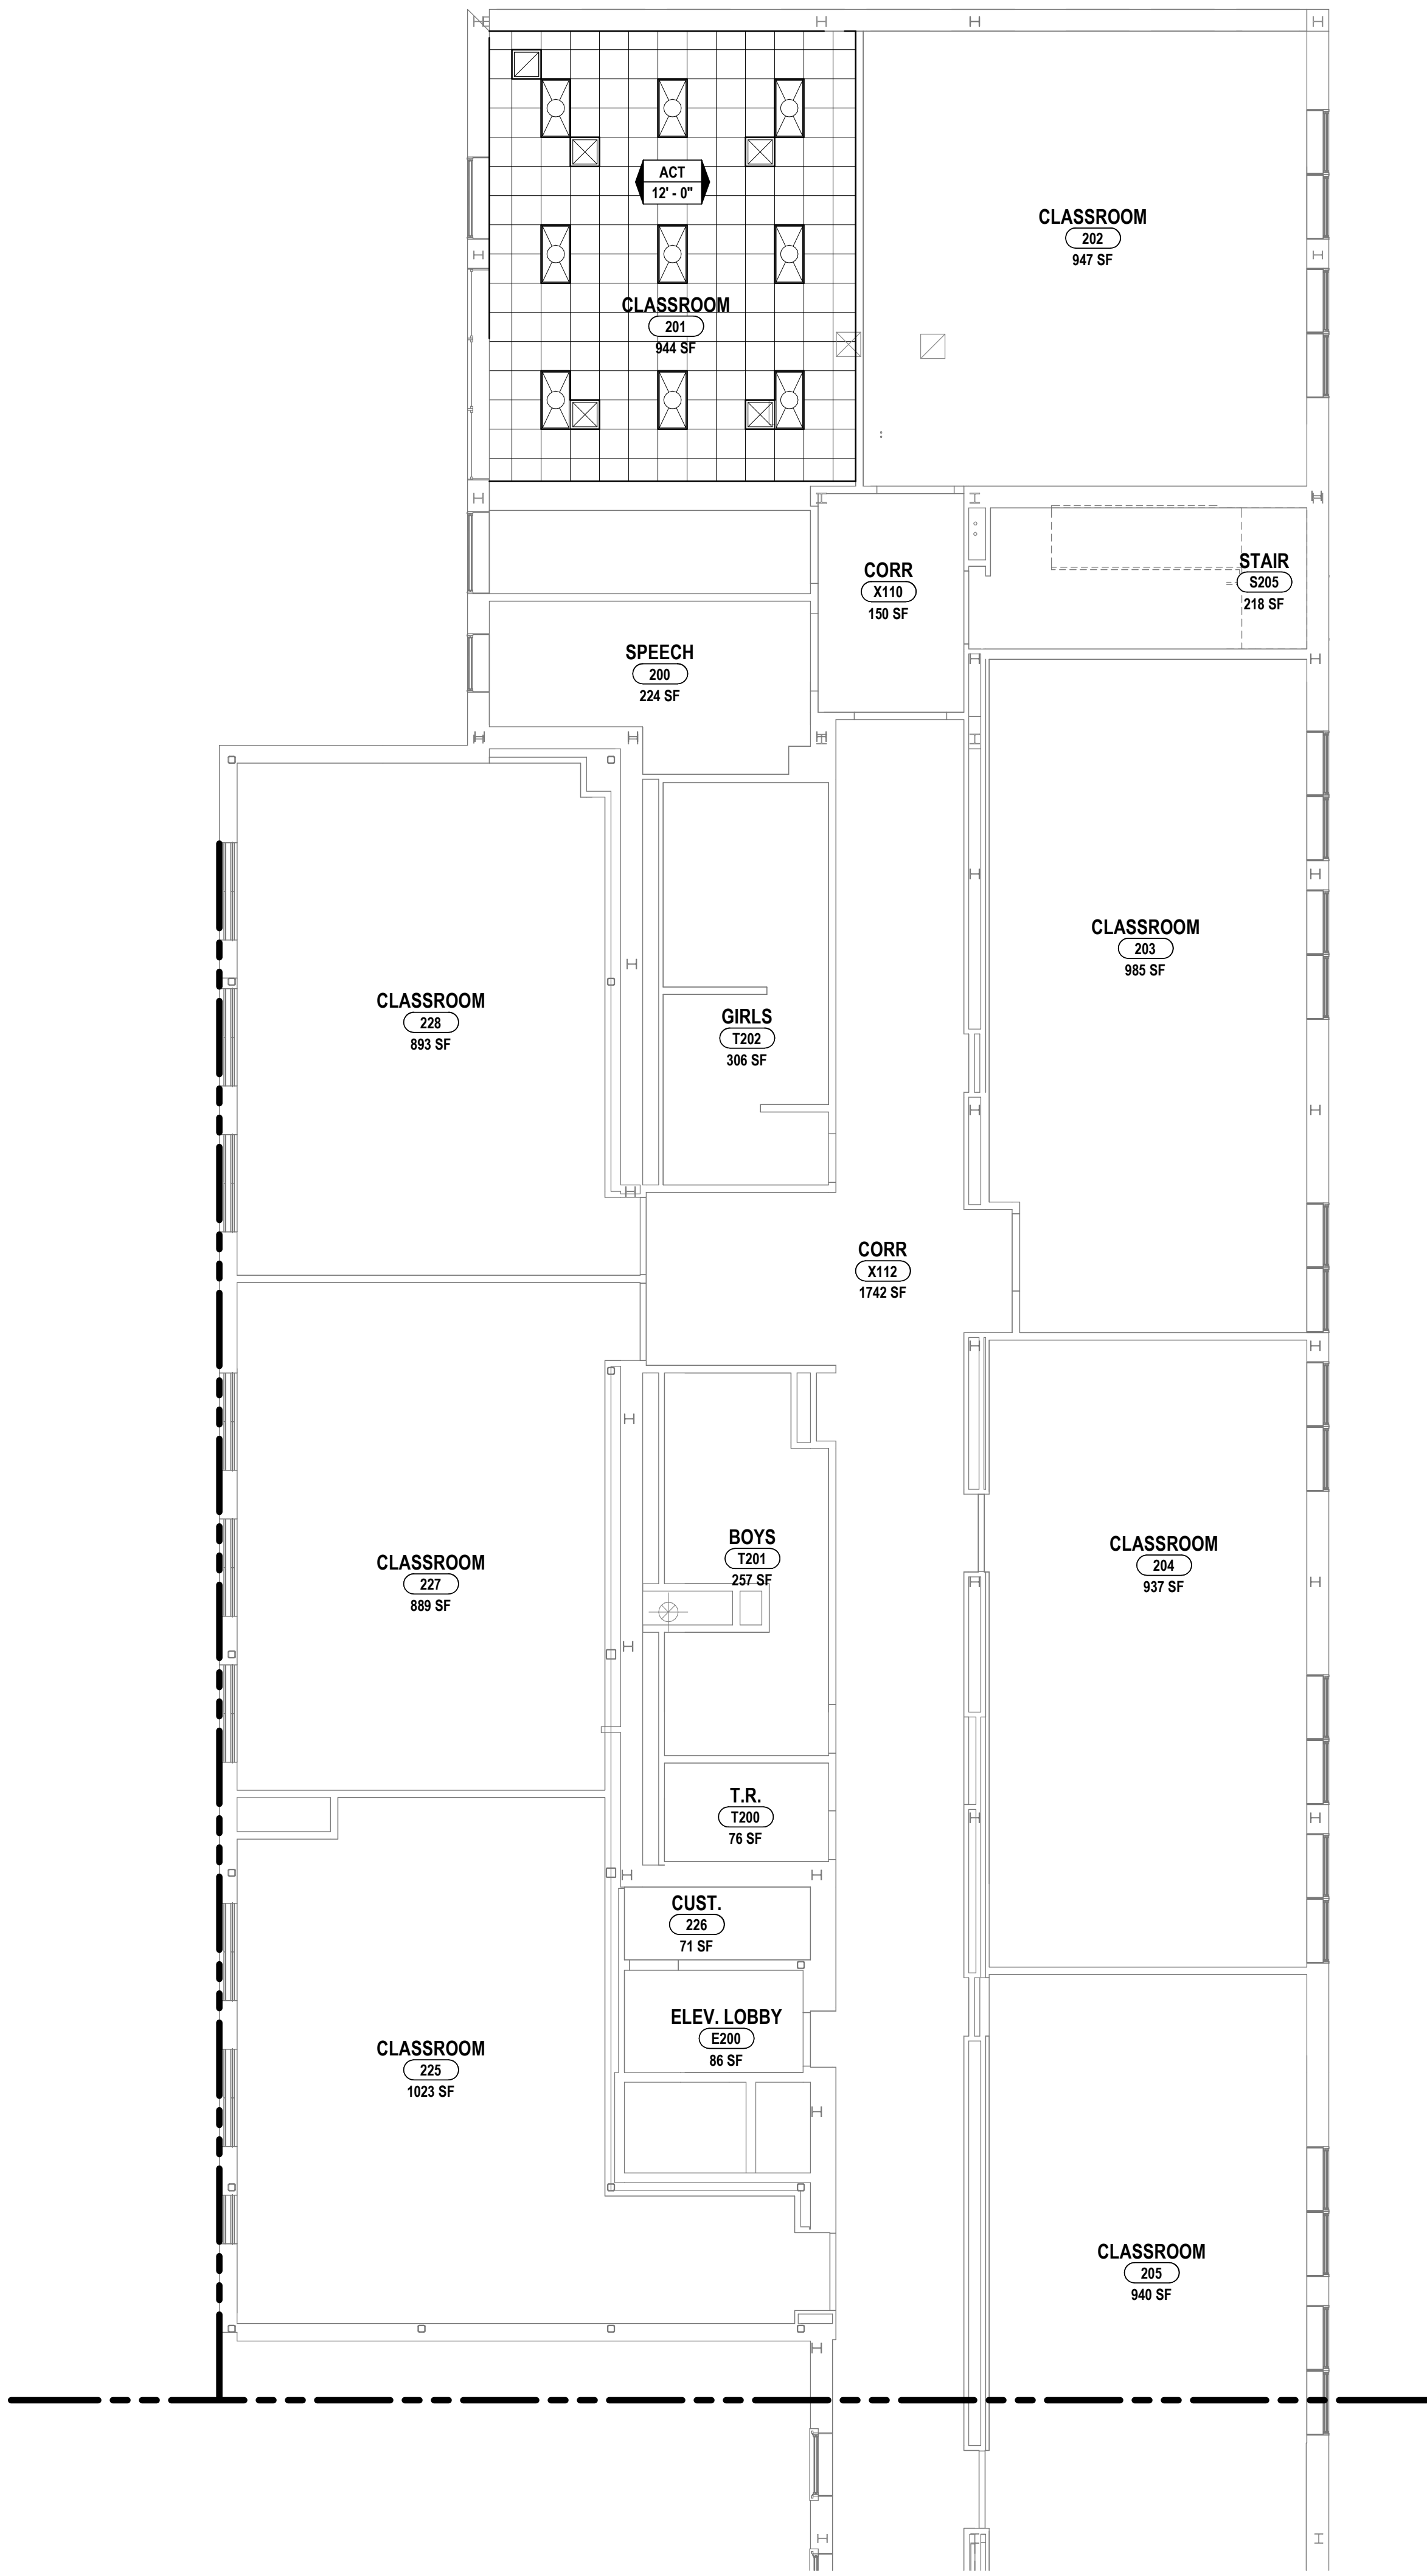 ACT
12' - 0"
CLASSROOM
201
944 SF
CLASSROOM
202
947 SF
CORR
X110
150 SF
STAIR
S205
218 SF
SPEECH
200
224 SF
CLASSROOM
203
985 SF
CLASSROOM
228
893 SF
GIRLS
T202
306 SF
CORR
X112
1742 SF
CLASSROOM
227
889 SF
BOYS
T201
257 SF
CLASSROOM
204
937 SF
T.R.
T200
76 SF
CUST.
226
71 SF
ELEV. LOBBY
E200
86 SF
CLASSROOM
225
1023 SF
CLASSROOM
205
940 SF